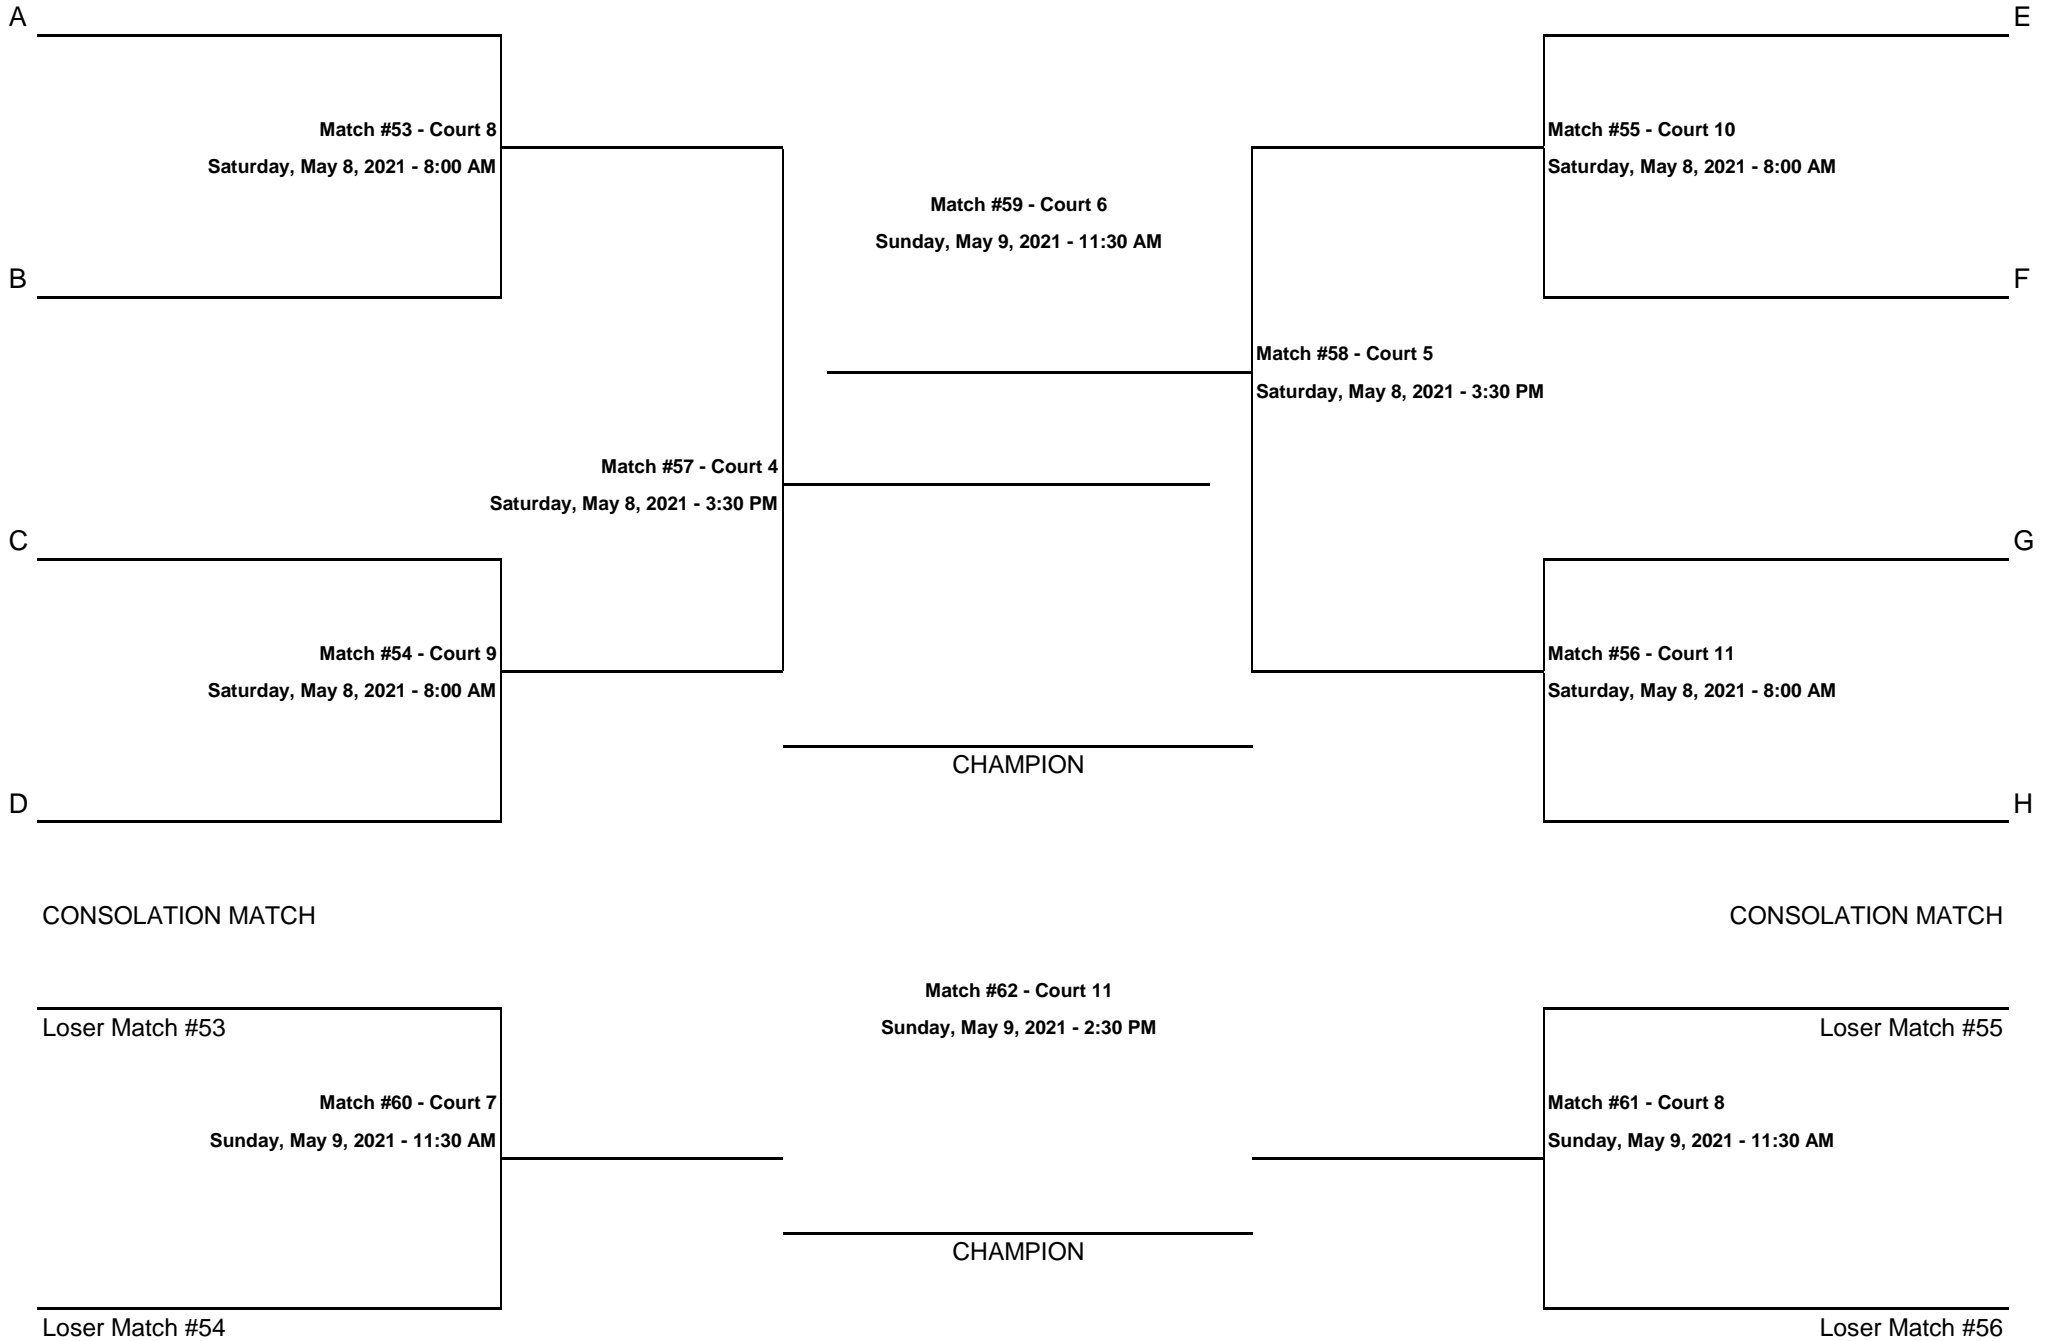 A
E
Match #53 - Court 8
Saturday, May 8, 2021 - 8:00 AM
Match #55 - Court 10
Saturday, May 8, 2021 - 8:00 AM
Match #59 - Court 6
Sunday, May 9, 2021 - 11:30 AM
B
F
Match #58 - Court 5
Saturday, May 8, 2021 - 3:30 PM
Match #57 - Court 4
Saturday, May 8, 2021 - 3:30 PM
C
G
Match #54 - Court 9
Saturday, May 8, 2021 - 8:00 AM
Match #56 - Court 11
Saturday, May 8, 2021 - 8:00 AM
CHAMPION
D
H
CONSOLATION MATCH
CONSOLATION MATCH
Match #62 - Court 11
Sunday, May 9, 2021 - 2:30 PM
Loser Match #53
Loser Match #55
Match #60 - Court 7
Sunday, May 9, 2021 - 11:30 AM
Match #61 - Court 8
Sunday, May 9, 2021 - 11:30 AM
CHAMPION
Loser Match #54
Loser Match #56